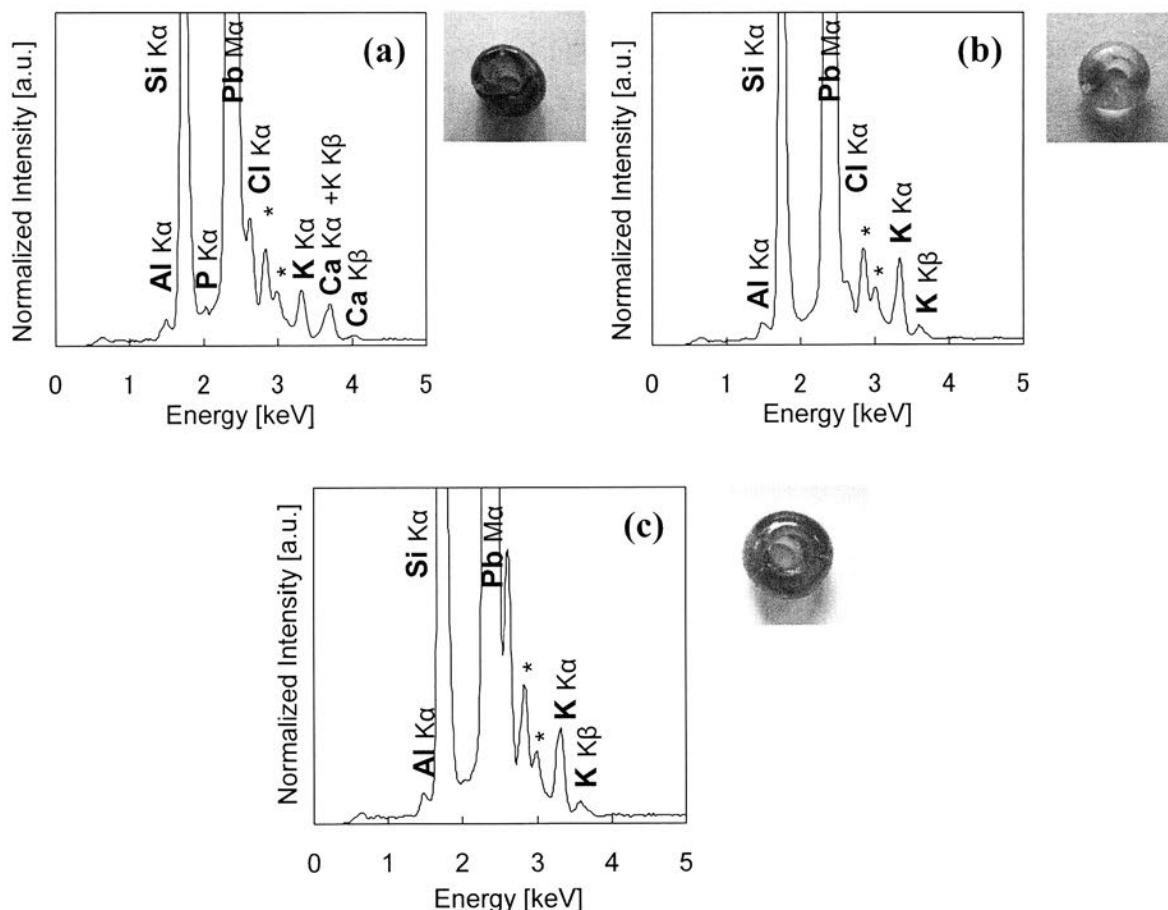 Normalized Intensity [a.u.]
Al Kα
Si Kα
P Kα
Pb Mα
Cl Kα
*
*
K Kα
Ca Kα +K Kβ
Ca Kβ
(a)
0 1 2 3 4 5
Energy [keV]
Normalized Intensity [a.u.]
Al Kα
Si Kα
Pb Mα
Cl Kα
*
*
K Kα
K Kβ
(b)
0 1 2 3 4 5
Energy [keV]
Normalized Intensity [a.u.]
Al Kα
Si Kα
Pb Mα
*
*
K Kα
K Kβ
(c)
0 1 2 3 4 5
Energy [keV]